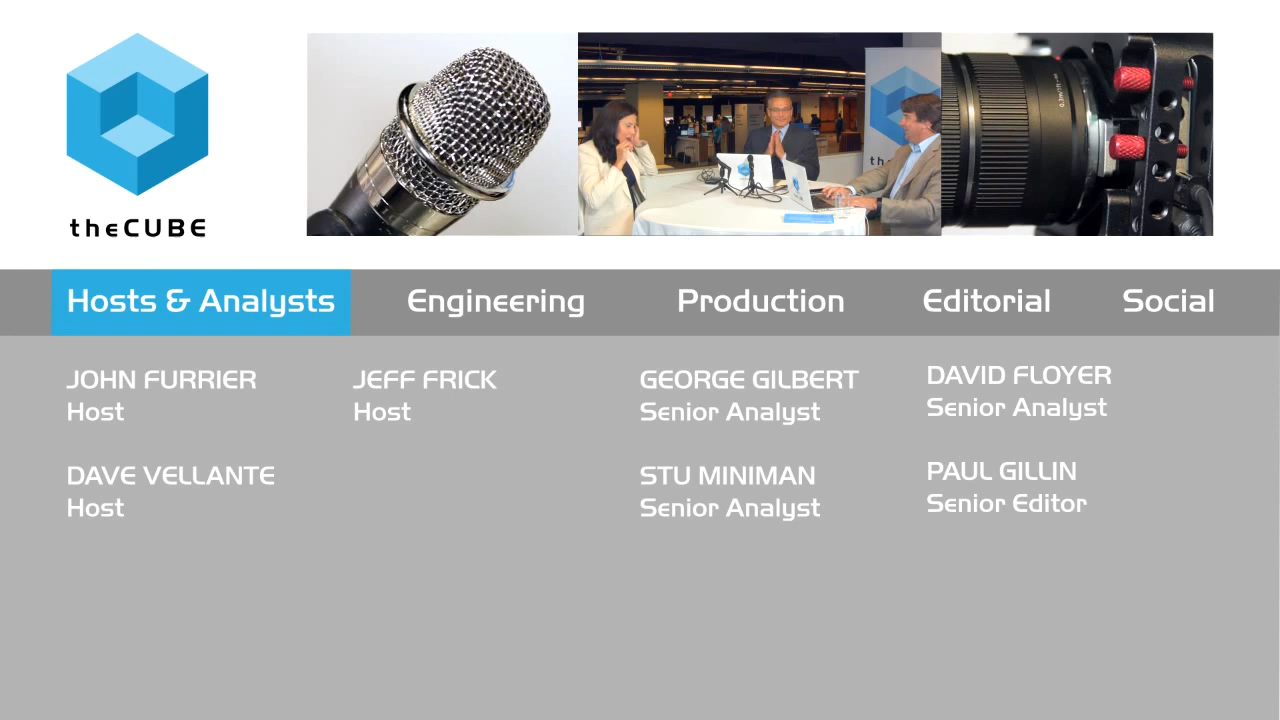 theCUBE
Hosts & Analysts
Engineering
Production
Editorial
Social
JOHN FURRIER
Host
DAVE VELLANTE
Host
JEFF FRICK
Host
GEORGE GILBERT
Senior Analyst
STU MINIMAN
Senior Analyst
DAVID FLOYER
Senior Analyst
PAUL GILLIN
Senior Editor